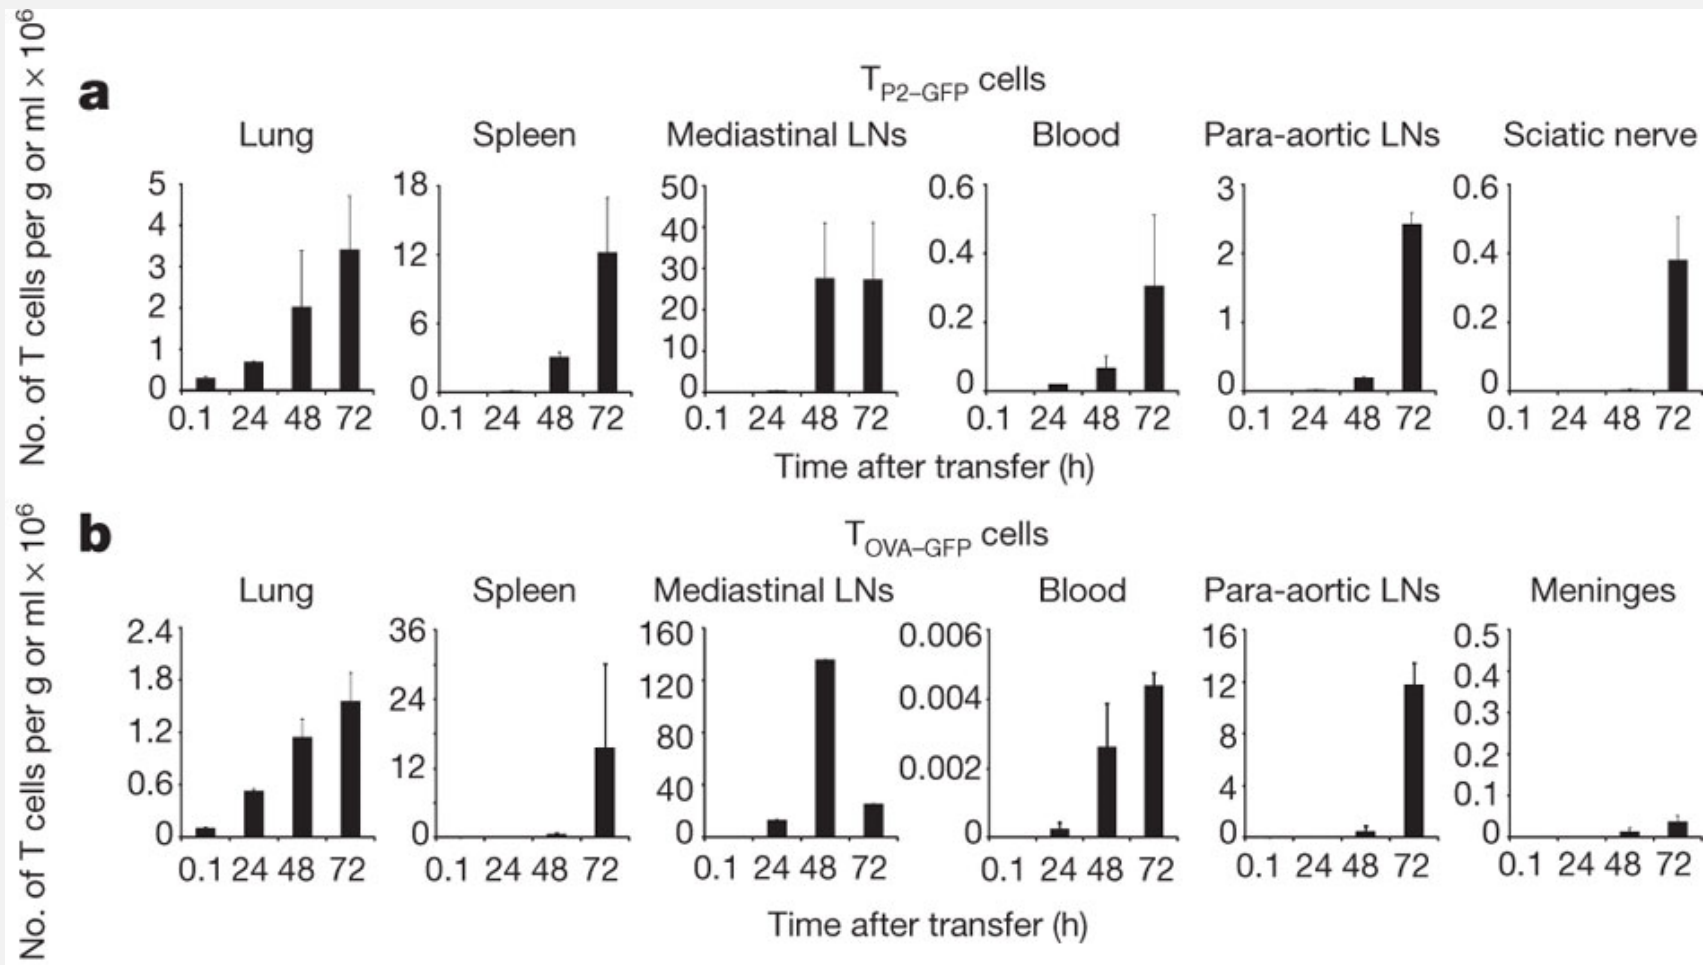 a
T_P2–GFP cells
No. of T cells per g or ml × 10⁶
Lung Spleen Mediastinal LNs Blood Para-aortic LNs Sciatic nerve
5 18 50 0.6 3 0.6
4 40
12 0.4 2 0.4
3 30
2 6 20 0.2 1 0.2
1 10
0 0 0 0 0 0
0.1 24 48 72 0.1 24 48 72 0.1 24 48 72 0.1 24 48 72 0.1 24 48 72 0.1 24 48 72
Time after transfer (h)
b
T_OVA–GFP cells
No. of T cells per g or ml × 10⁶
Lung Spleen Mediastinal LNs Blood Para-aortic LNs Meninges
2.4 36 160 0.006 16 0.5
1.8 24 120 0.004 12 0.4
0.3
1.2 12 80 0.002 8 0.2
0.6 40 4 0.1
0 0 0 0 0 0
0.1 24 48 72 0.1 24 48 72 0.1 24 48 72 0.1 24 48 72 0.1 24 48 72 0.1 24 48 72
Time after transfer (h)